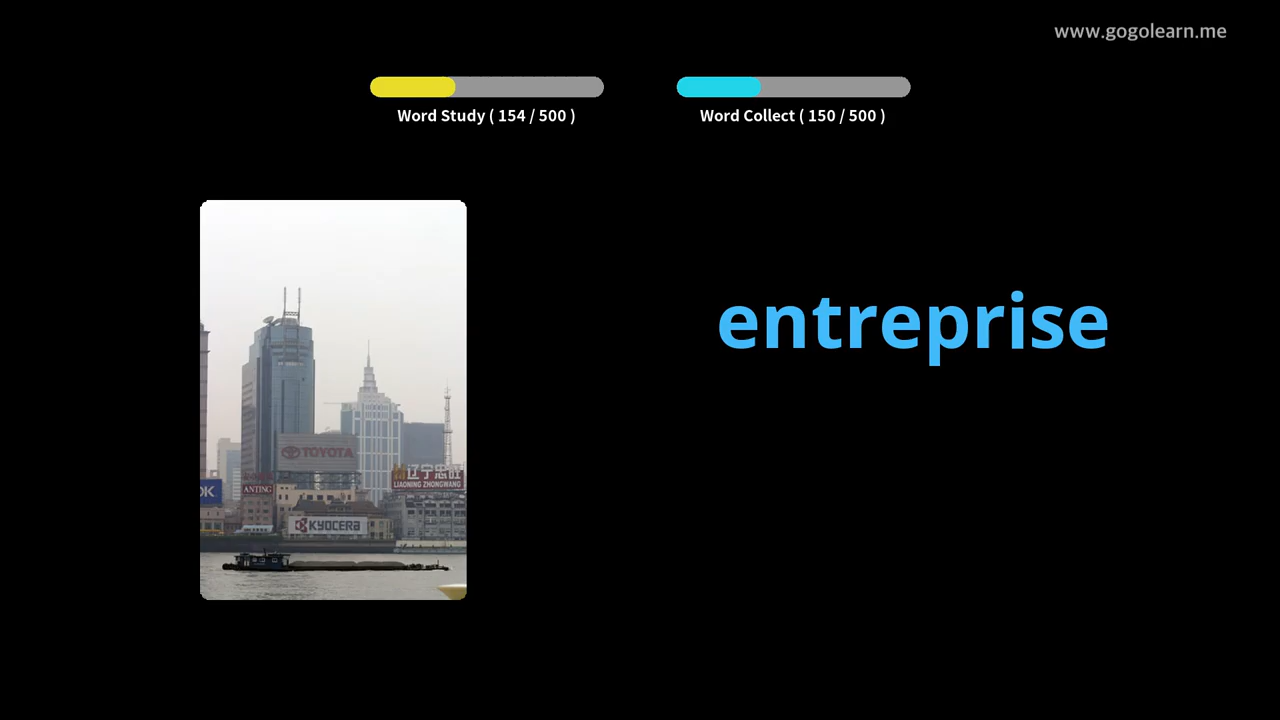 www.gogolearn.me
Word Study ( 154 / 500 )
Word Collect ( 150 / 500 )
entreprise
TOYOTA
辽宁忠旺
LIAONING ZHONGWANG
OK
ANTING
KYOCERA